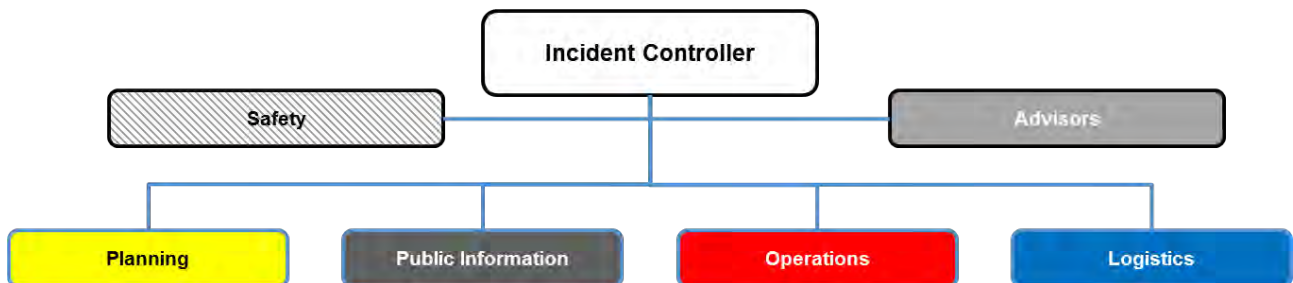 Incident Controller
Safety
Advisors
Planning
Public Information
Operations
Logistics